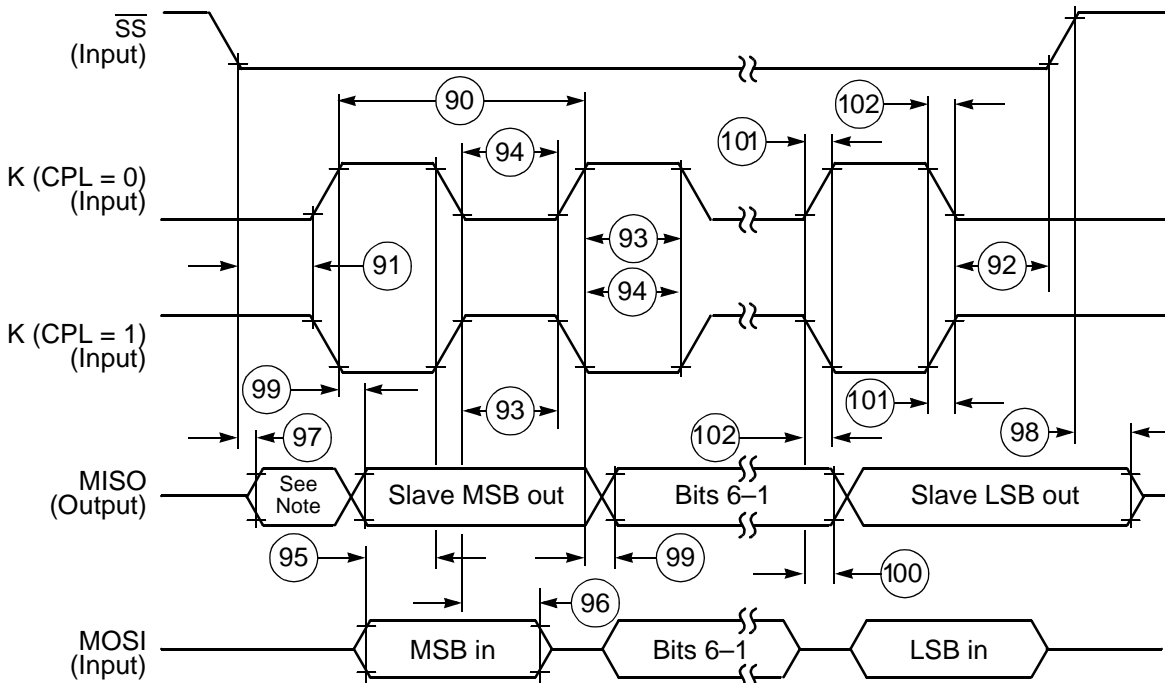 SS
(Input)
90
102
101
94
K (CPL = 0)
(Input)
93
91
92
94
K (CPL = 1)
(Input)
99
93
101
97
102
98
MISO
(Output)
See
Note
Slave MSB out
Bits 6–1
Slave LSB out
95
99
100
96
MOSI
(Input)
MSB in
Bits 6–1
LSB in